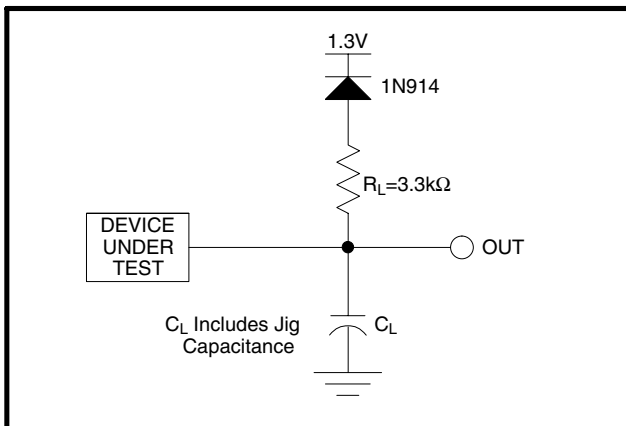 1.3V
1N914
R_L=3.3kΩ
DEVICE
UNDER
TEST
OUT
C_L Includes Jig
Capacitance
C_L